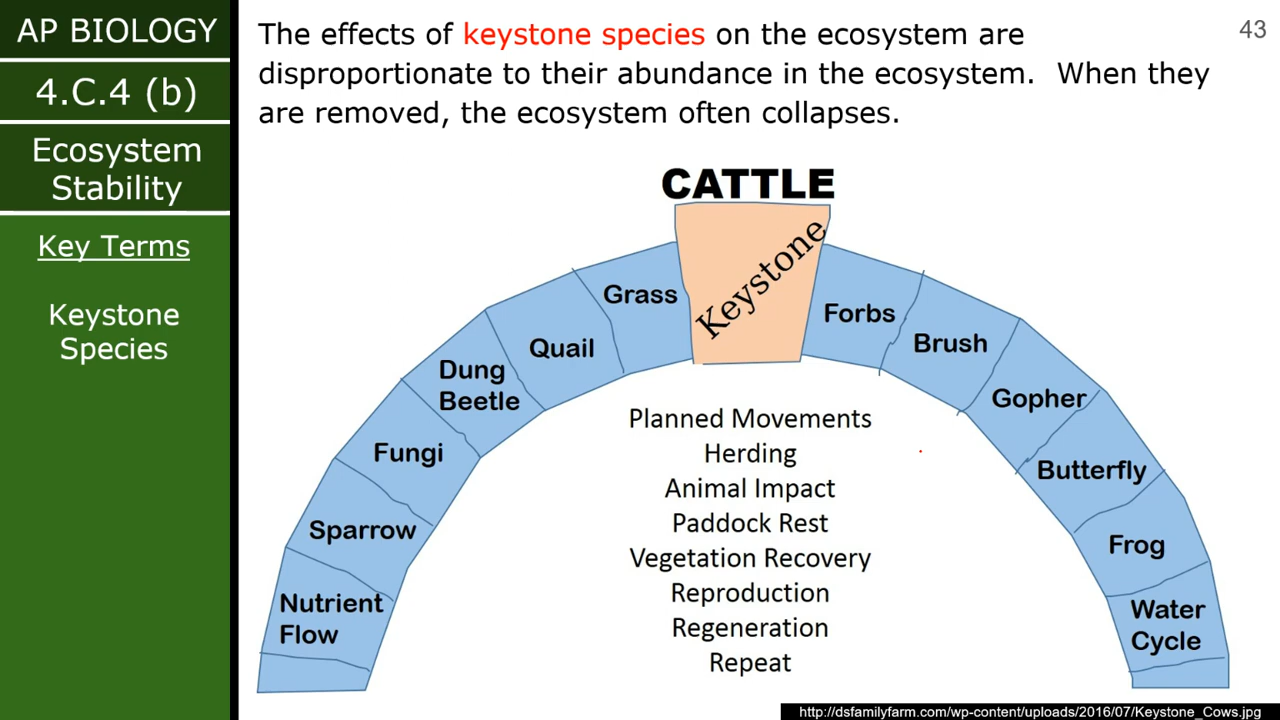 AP BIOLOGY
4.C.4 (b)
Ecosystem
Stability
Key Terms
Keystone
Species
The effects of keystone species on the ecosystem are
disproportionate to their abundance in the ecosystem.  When they
are removed, the ecosystem often collapses.
43
CATTLE
Keystone
Grass
Quail
Dung
Beetle
Fungi
Sparrow
Nutrient
Flow
Forbs
Brush
Gopher
Butterfly
Frog
Water
Cycle
Planned Movements
Herding
Animal Impact
Paddock Rest
Vegetation Recovery
Reproduction
Regeneration
Repeat
http://dsfamilyfarm.com/wp-content/uploads/2016/07/Keystone_Cows.jpg